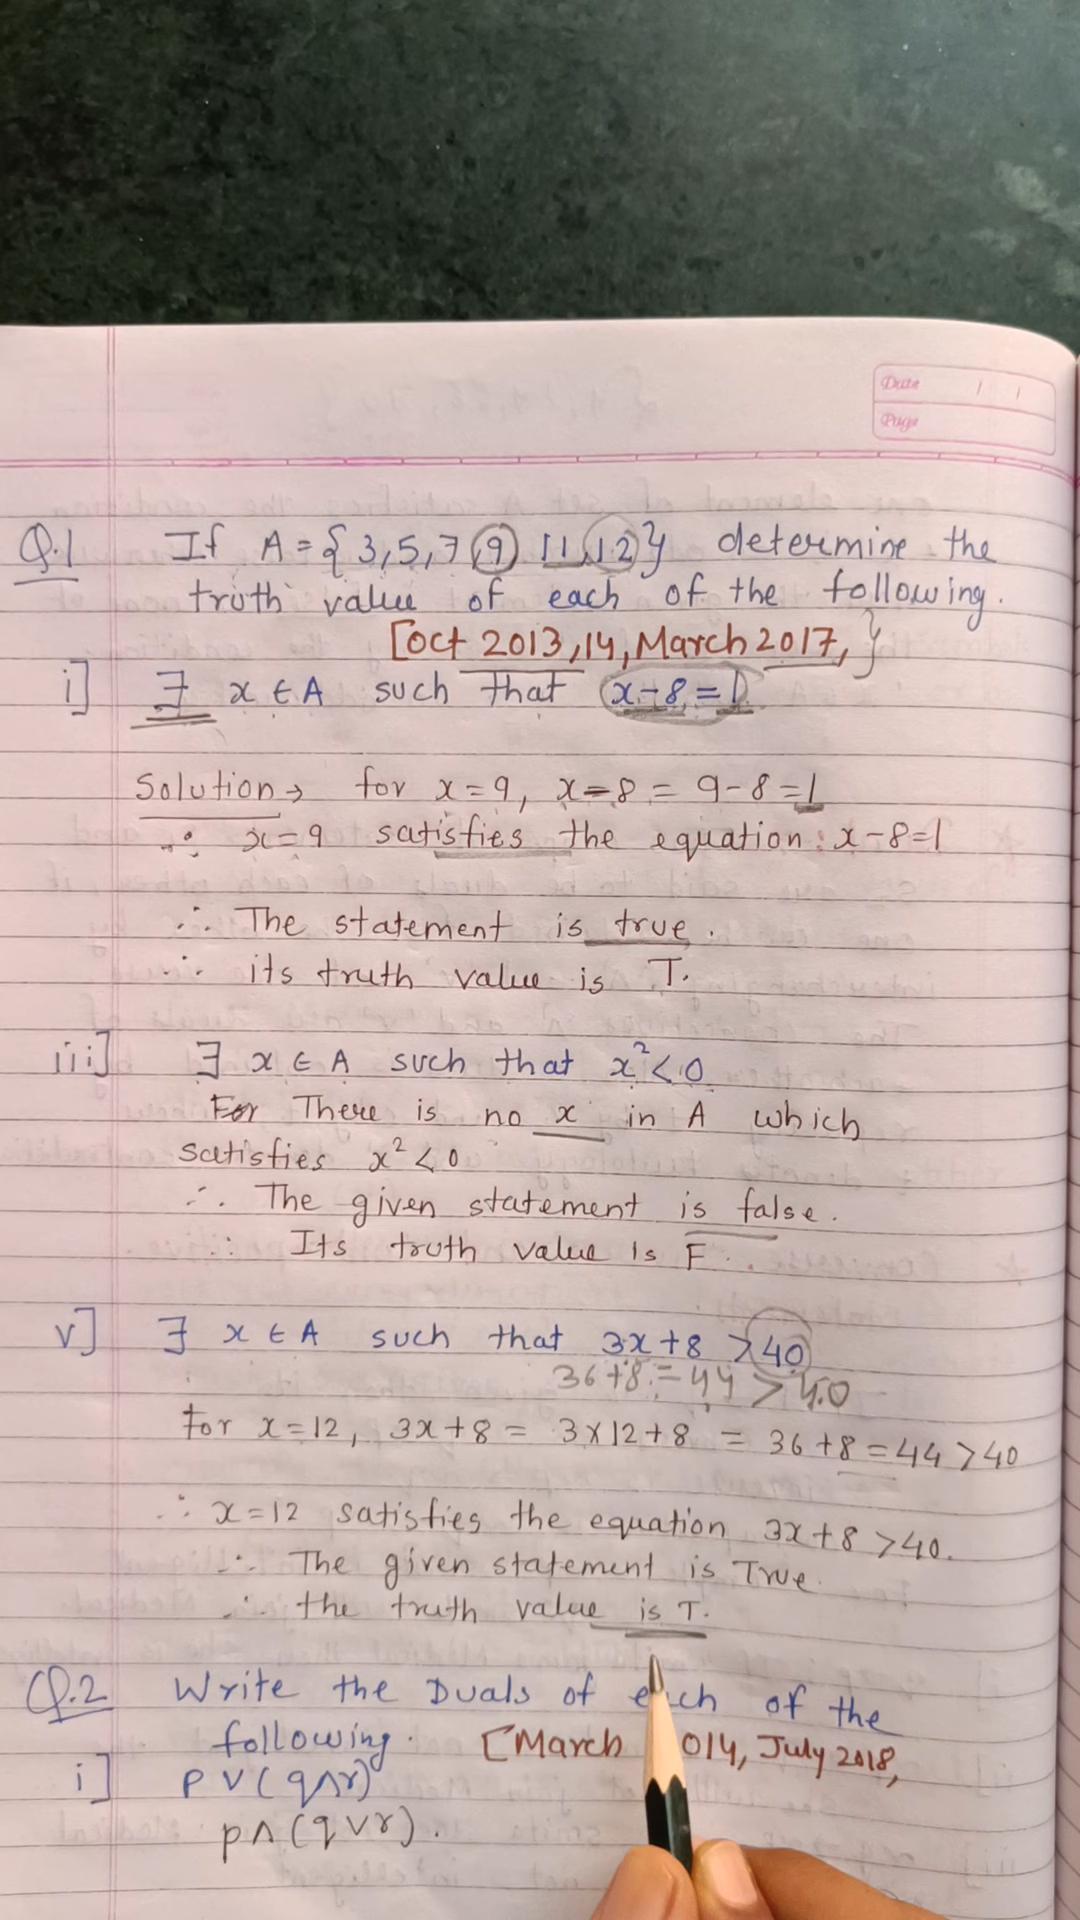 Date
Page
Q.1 If A = {3,5,7,9, 11,12} determine the
truth value of each of the following.
[Oct 2013,14, March 2017, }
i] ∃ x ∈ A such that x-8=1
Solution → for x=9, x-8 = 9-8=1
∴ x=9 satisfies the equation: x-8=1
∴ The statement is true.
∴ its truth value is T.
iii] ∃ x ∈ A such that x²<0
There is no x in A which
satisfies x²<0
∴ The given statement is false.
∴ Its truth value is F.
v] ∃ x ∈ A such that 3x+8 >40
36+8 = 44 > 40
For x=12, 3x+8 = 3×12+8 = 36+8=44 >40
∴ x=12 satisfies the equation 3x+8 >40.
∴ The given statement is True.
∴ the truth value is T.
Q.2 Write the Duals of each of the
following. [March 014, July 2018,
i] p∨(q∧r)
p∧(q∨r).